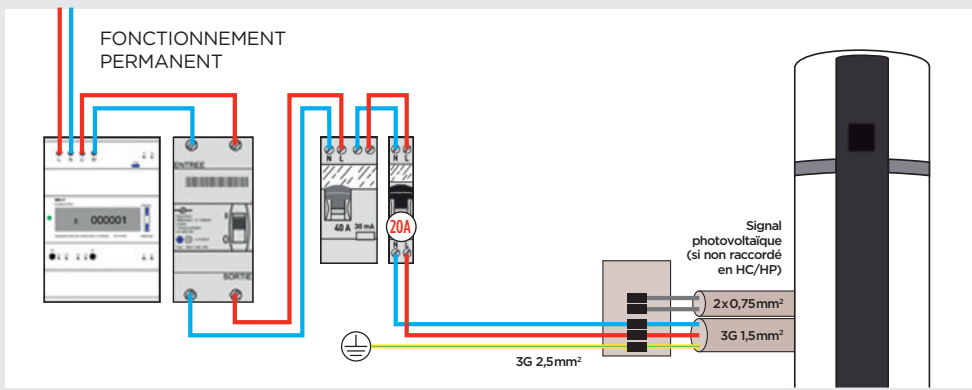 FONCTIONNEMENT
PERMANENT
L N L N
000001
ENTREE
SORTIE
N L
40 A 30 mA
N L
20A
N L
Signal
photovoltaïque
(si non raccordé
en HC/HP)
2x0,75mm²
3G 1,5mm²
3G 2,5mm²